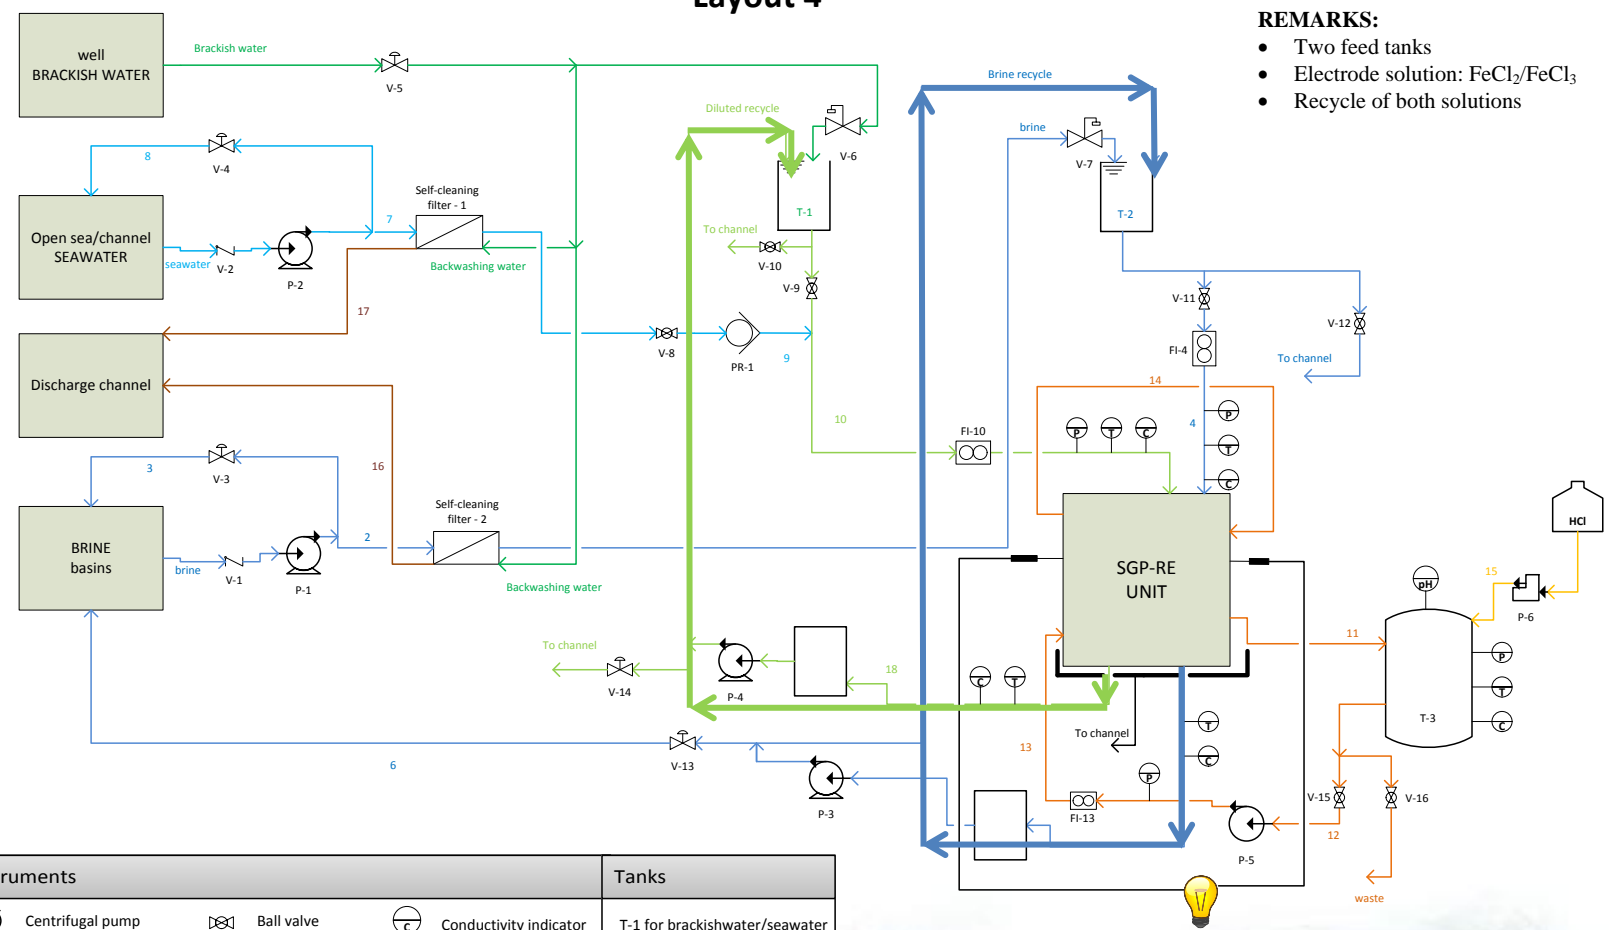 Layout 4
REMARKS:
• Two feed tanks
• Electrode solution: FeCl₂/FeCl₃
• Recycle of both solutions
well
BRACKISH WATER
Brackish water
V-5
Brine recycle
Diluted recycle
V-6
brine
V-7
8
V-4
Self-cleaning
filter - 1
7
T-1
T-2
Open sea/channel
SEAWATER
seawater
V-2
P-2
Backwashing water
To channel
V-10
V-9
V-11
V-12
17
V-8
PR-1
9
FI-4
To channel
Discharge channel
14
10
4
FI-10
P
T
C
P
T
C
16
3
V-3
Self-cleaning
filter - 2
2
BRINE
basins
brine
V-1
P-1
Backwashing water
SGP-RE
UNIT
HCl
15
P-6
pH
11
To channel
V-14
P-4
18
C
T
P
T
C
T-3
To channel
13
T
C
P
6
V-13
P-3
FI-13
P-5
V-15
V-16
12
waste
ruments
Tanks
Centrifugal pump
Ball valve
C
Conductivity indicator
T-1 for brackishwater/seawater